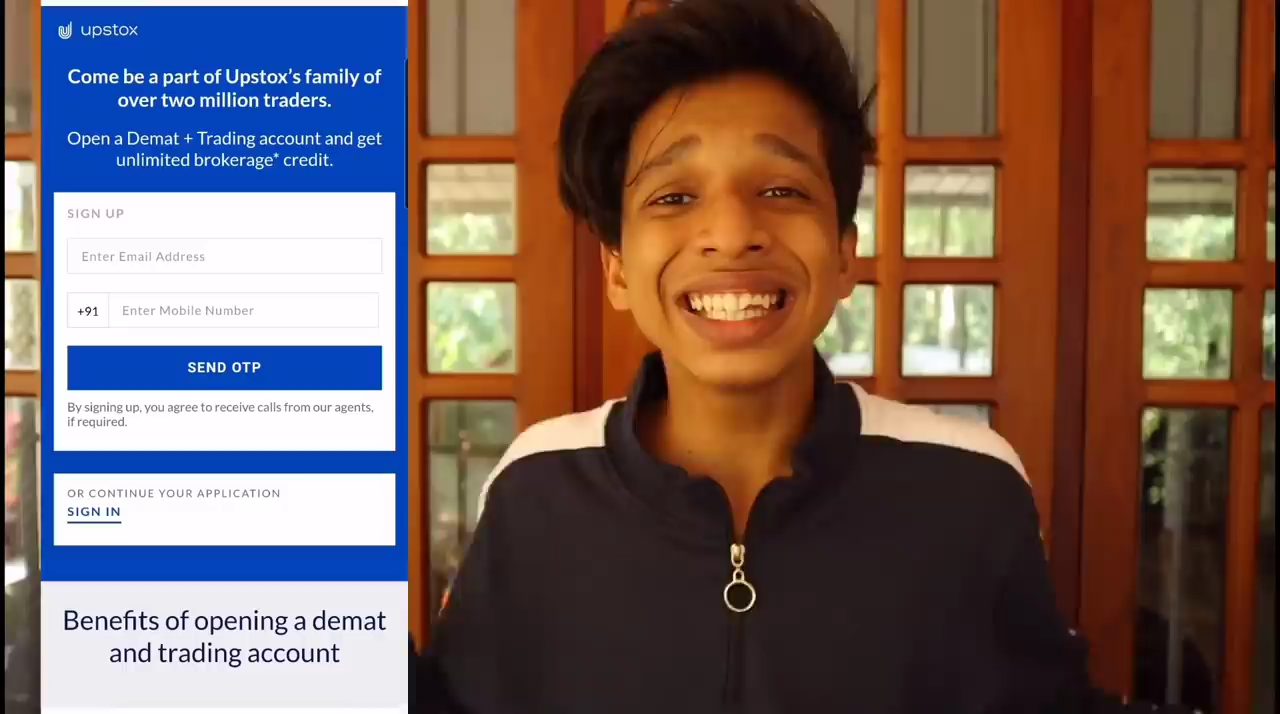 upstox
Come be a part of Upstox's family of
over two million traders.
Open a Demat + Trading account and get
unlimited brokerage* credit.
SIGN UP
Enter Email Address
+91 Enter Mobile Number
SEND OTP
By signing up, you agree to receive calls from our agents,
if required.
OR CONTINUE YOUR APPLICATION
SIGN IN
Benefits of opening a demat
and trading account